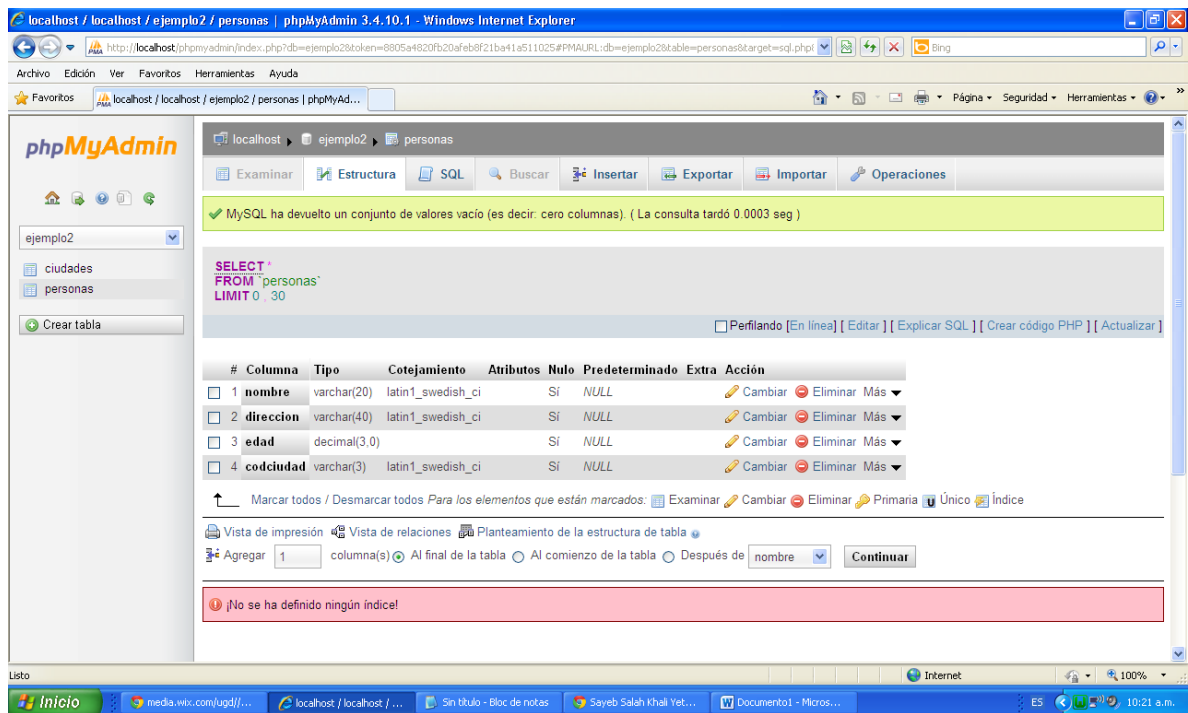 localhost / localhost / ejemplo2 / personas | phpMyAdmin 3.4.10.1 - Windows Internet Explorer
http://localhost/phpmyadmin/index.php?db=ejemplo2&token=8805a4820fb20afeb8f21ba41a511025#PMAURL:db=ejemplo2&table=personas&target=sql.php( Bing
Archivo Edición Ver Favoritos Herramientas Ayuda
Favoritos localhost / localhost / ejemplo2 / personas | phpMyAd... Página Seguridad Herramientas »
phpMyAdmin
ejemplo2
ciudades
personas
Crear tabla
localhost ejemplo2 personas
Examinar Estructura SQL Buscar Insertar Exportar Importar Operaciones
MySQL ha devuelto un conjunto de valores vacío (es decir: cero columnas). ( La consulta tardó 0.0003 seg )
SELECT *
FROM `personas`
LIMIT 0 , 30
Perfilando [En línea] [ Editar ] [ Explicar SQL ] [ Crear código PHP ] [ Actualizar ]
# Columna Tipo Cotejamiento Atributos Nulo Predeterminado Extra Acción
1 nombre varchar(20) latin1_swedish_ci Sí NULL Cambiar Eliminar Más
2 direccion varchar(40) latin1_swedish_ci Sí NULL Cambiar Eliminar Más
3 edad decimal(3,0) Sí NULL Cambiar Eliminar Más
4 codciudad varchar(3) latin1_swedish_ci Sí NULL Cambiar Eliminar Más
Marcar todos / Desmarcar todos Para los elementos que están marcados: Examinar Cambiar Eliminar Primaria Único Índice
Vista de impresión Vista de relaciones Planteamiento de la estructura de tabla
Agregar 1 columna(s) Al final de la tabla Al comienzo de la tabla Después de nombre Continuar
¡No se ha definido ningún índice!
Listo Internet 100%
Inicio media.wix.com/ugd//... localhost / localhost / ... Sin título - Bloc de notas Sayeb Salah Khali Yet... Documento1 - Micros... ES 10:21 a.m.